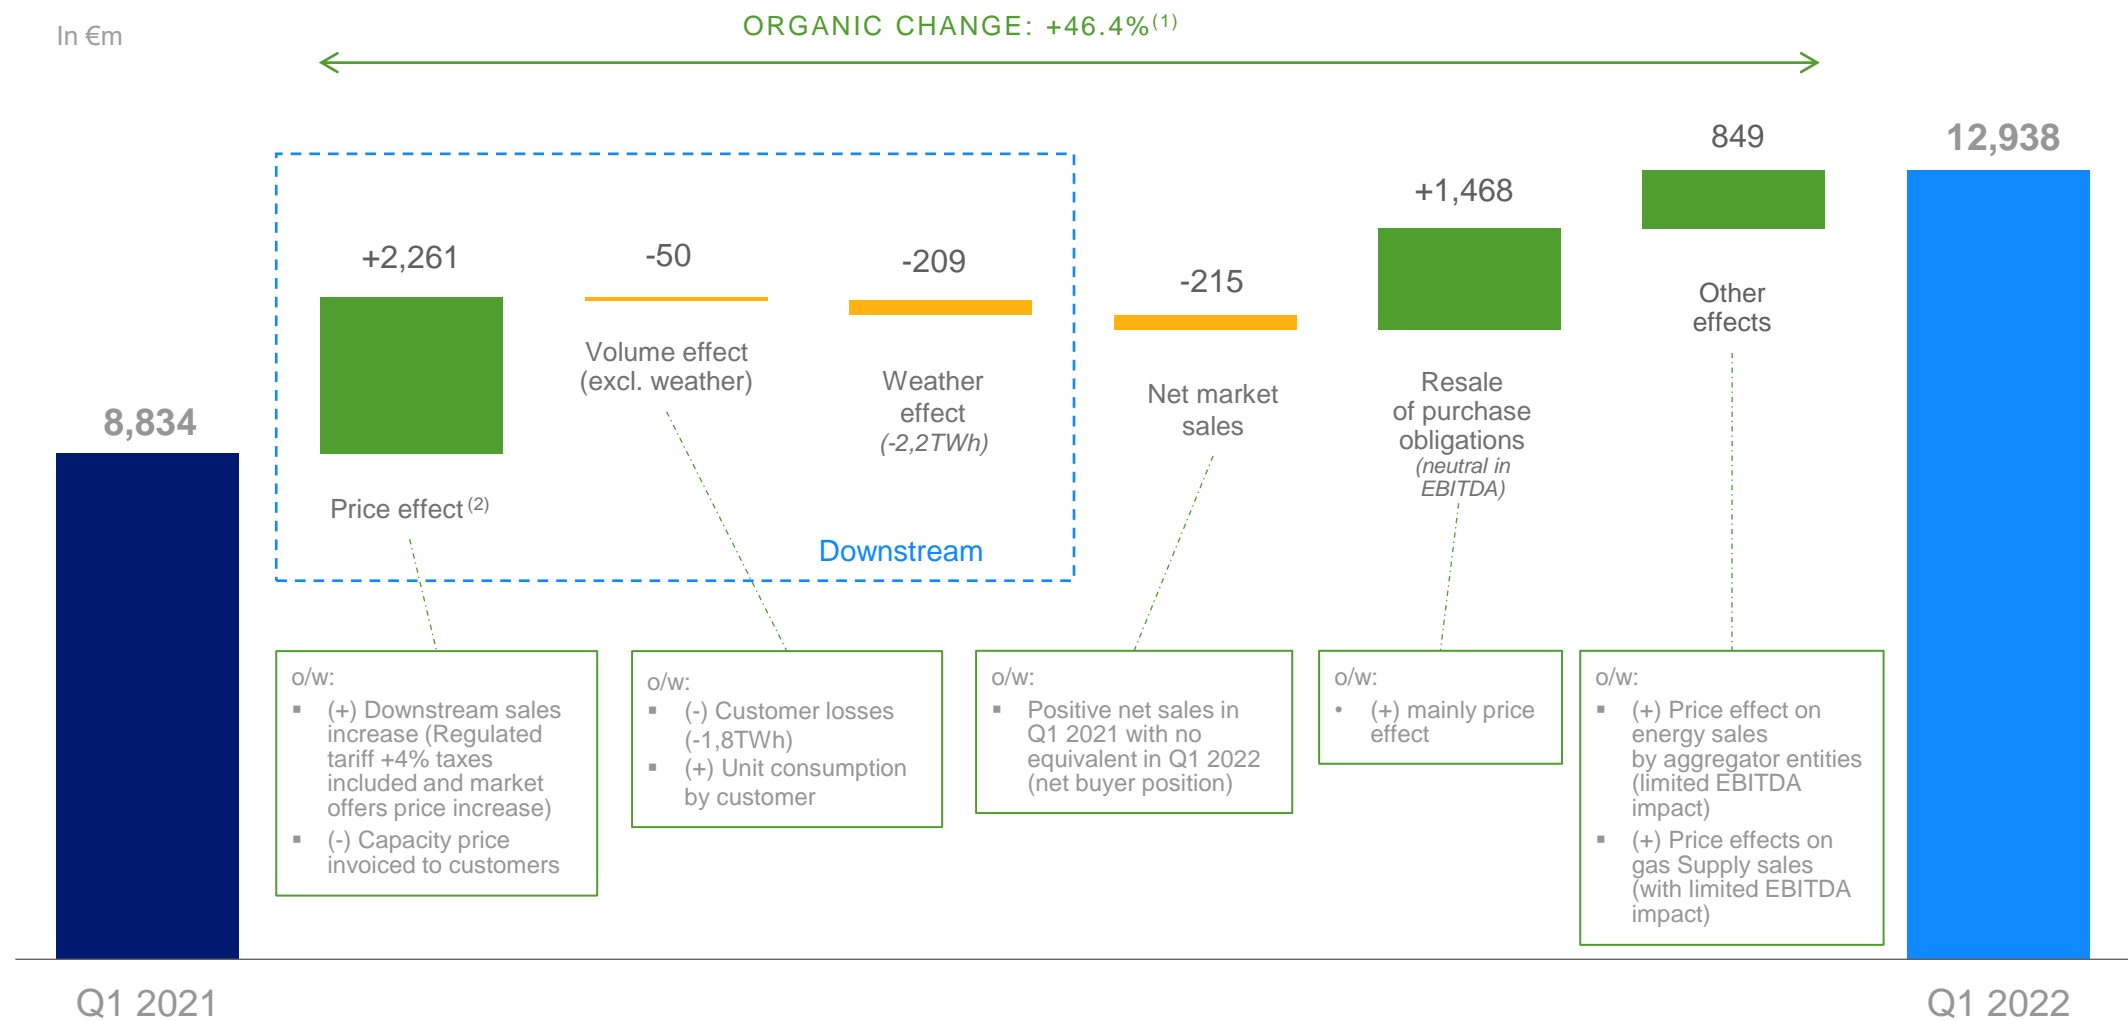 In €m
ORGANIC CHANGE: +46.4%(1)
8,834
+2,261
Price effect (2)
-50
Volume effect
(excl. weather)
-209
Weather
effect
(-2,2TWh)
Downstream
-215
Net market
sales
+1,468
Resale
of purchase
obligations
(neutral in
EBITDA)
849
Other
effects
12,938
o/w:
▪ (+) Downstream sales
increase (Regulated
tariff +4% taxes
included and market
offers price increase)
▪ (-) Capacity price
invoiced to customers
o/w:
▪ (-) Customer losses
(-1,8TWh)
▪ (+) Unit consumption
by customer
o/w:
▪ Positive net sales in
Q1 2021 with no
equivalent in Q1 2022
(net buyer position)
o/w:
• (+) mainly price
effect
o/w:
▪ (+) Price effect on
energy sales
by aggregator entities
(limited EBITDA
impact)
▪ (+) Price effects on
gas Supply sales
(with limited EBITDA
impact)
Q1 2021
Q1 2022